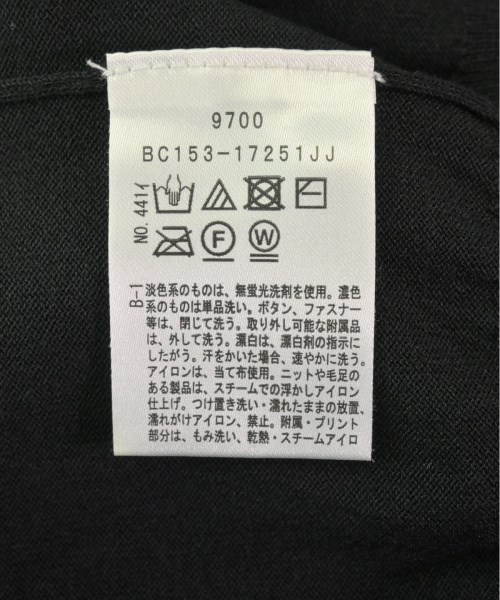 9700
BC153-17251JJ
NO.441イ
F
W
B-1
淡色系のものは、無蛍光洗剤を使用。濃色
系のものは単品洗い。ボタン、ファスナー
等は、閉じて洗う。取り外し可能な附属品
は、外して洗う。漂白は、漂白剤の指示に
したがう。汗をかいた場合、速やかに洗う。
アイロンは、当て布使用。ニットや毛足の
ある製品は、スチームでの浮かしアイロン
仕上げ。つけ置き洗い・濡れたままの放置、
濡れがけアイロン、禁止。附属・プリント
部分は、もみ洗い、乾熱・スチームアイロ